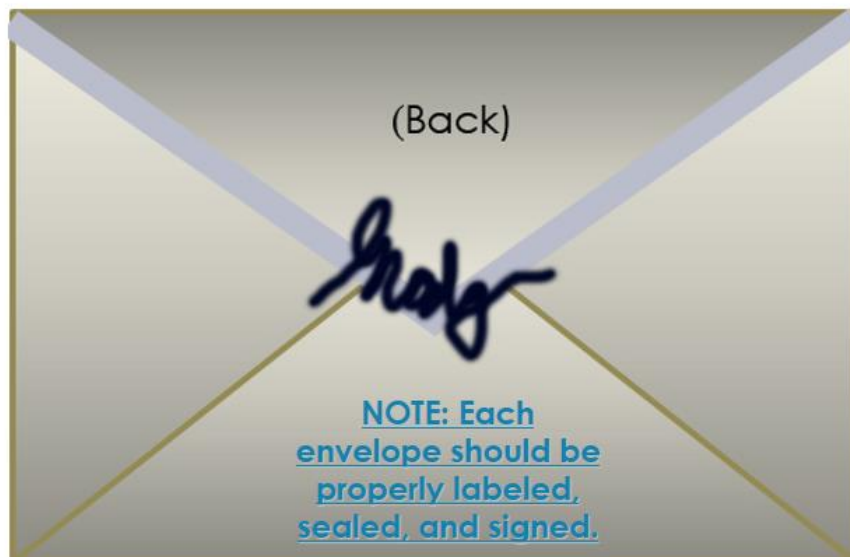 (Back)
NOTE: Each
envelope should be
properly labeled,
sealed, and signed.